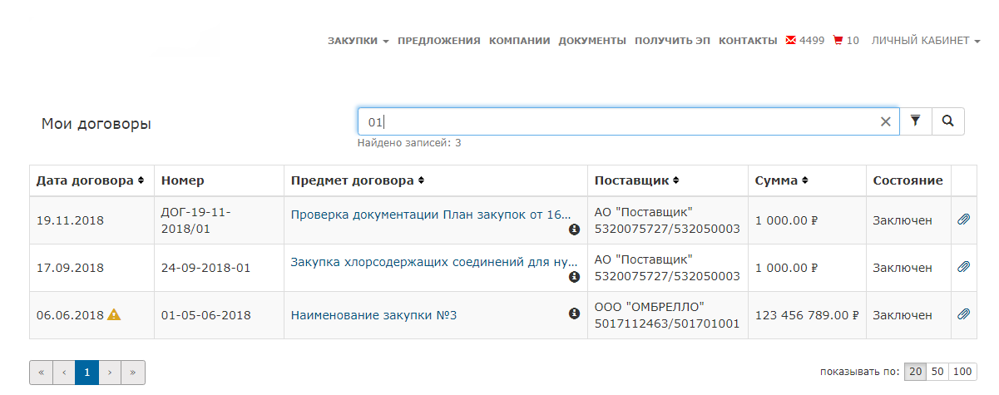 ЗАКУПКИ ПРЕДЛОЖЕНИЯ КОМПАНИИ ДОКУМЕНТЫ ПОЛУЧИТЬ ЭП КОНТАКТЫ 4499 10 ЛИЧНЫЙ КАБИНЕТ
Мои договоры
01
Найдено записей: 3
Дата договора Номер Предмет договора Поставщик Сумма Состояние
19.11.2018
ДОГ-19-11-
2018/01
Проверка документации План закупок от 16...
АО "Поставщик"
5320075727/532050003
1 000.00 ₽
Заключен
17.09.2018
24-09-2018-01
Закупка хлорсодержащих соединений для ну...
АО "Поставщик"
5320075727/532050003
1 000.00 ₽
Заключен
06.06.2018
01-05-06-2018
Наименование закупки №3
ООО "ОМБРЕЛЛО"
5017112463/501701001
123 456 789.00 ₽
Заключен
« ‹ 1 › »
показывать по: 20 50 100